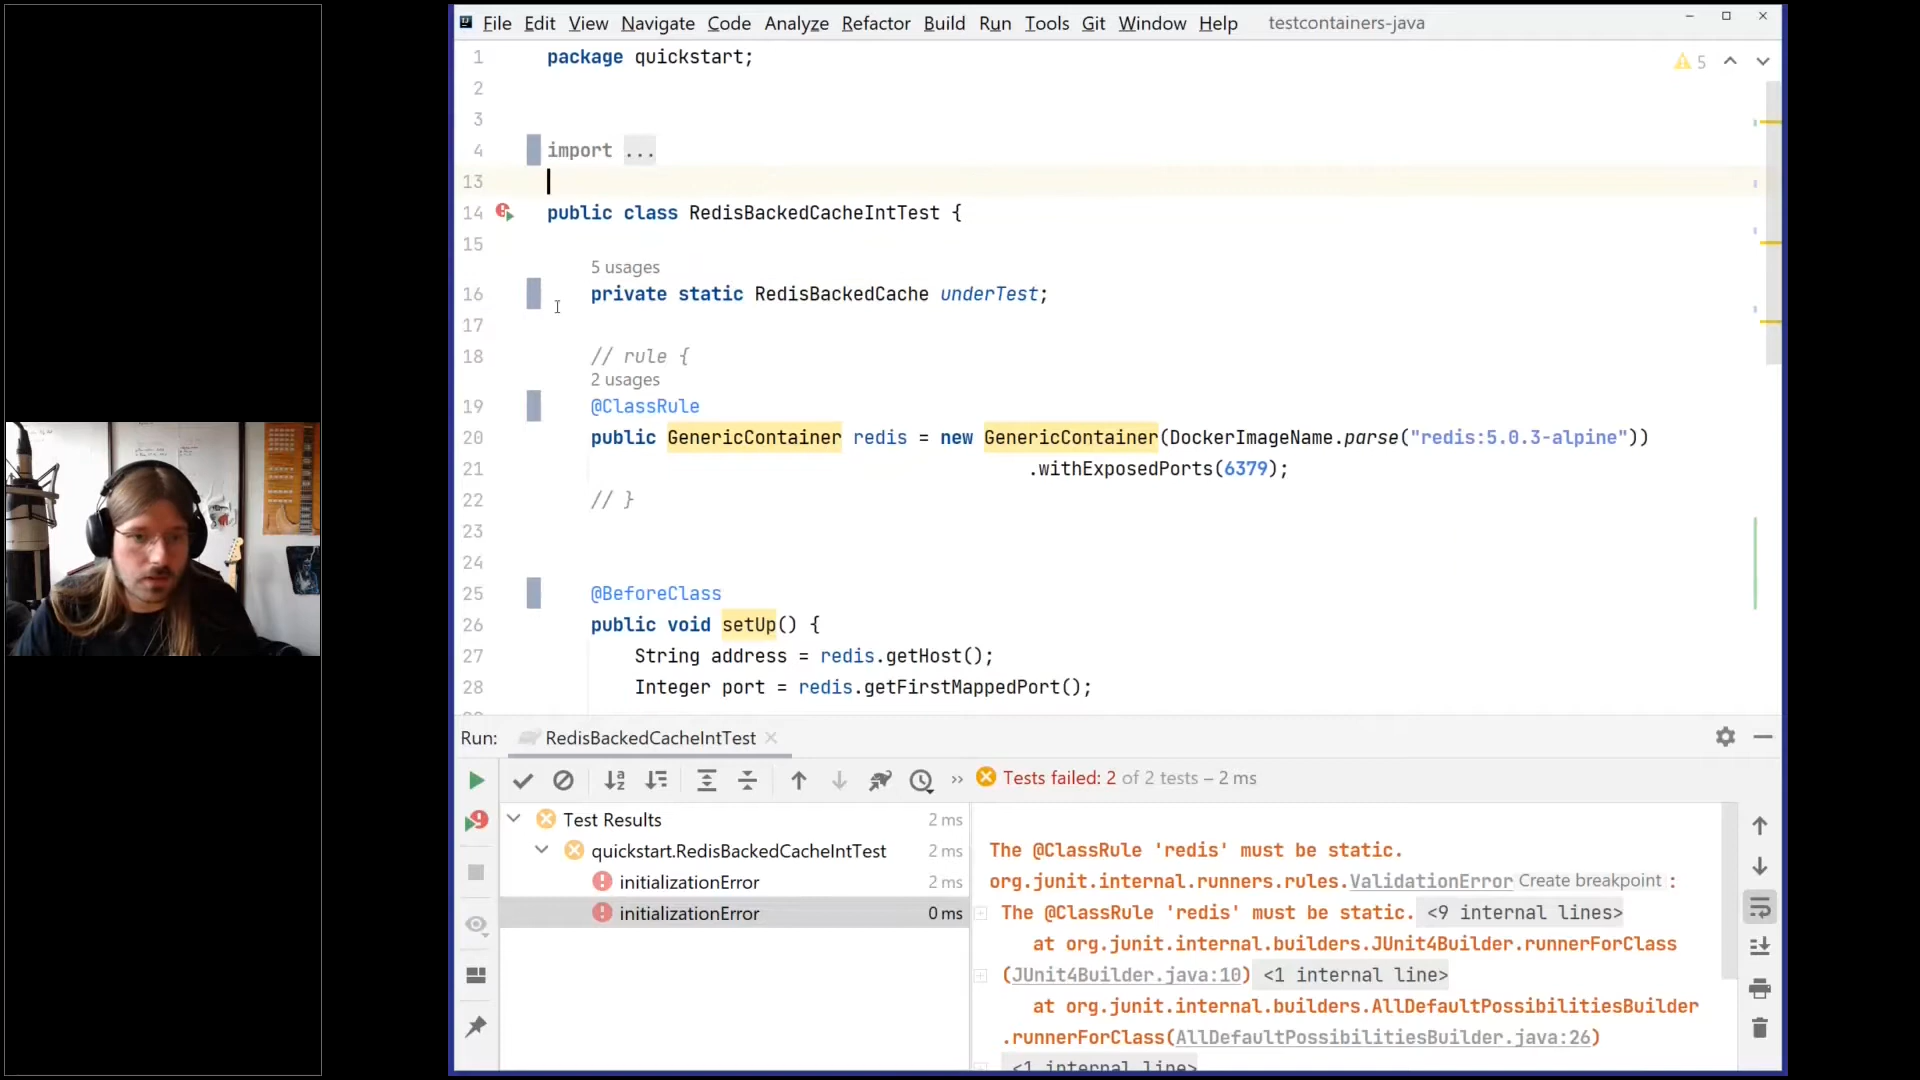 File Edit View Navigate Code Analyze Refactor Build Run Tools Git Window Help testcontainers-java
1 package quickstart;
5
2
3
4 import ...
13
14 public class RedisBackedCacheIntTest {
15
5 usages
16 private static RedisBackedCache underTest;
17
18 // rule {
2 usages
19 @ClassRule
20 public GenericContainer redis = new GenericContainer(DockerImageName.parse("redis:5.0.3-alpine"))
21 .withExposedPorts(6379);
22 // }
23
24
25 @BeforeClass
26 public void setUp() {
27 String address = redis.getHost();
28 Integer port = redis.getFirstMappedPort();
Run: RedisBackedCacheIntTest
Tests failed: 2 of 2 tests – 2 ms
Test Results 2 ms
quickstart.RedisBackedCacheIntTest 2 ms
initializationError 2 ms
initializationError 0 ms
The @ClassRule 'redis' must be static.
org.junit.internal.runners.rules.ValidationError Create breakpoint :
The @ClassRule 'redis' must be static. <9 internal lines>
at org.junit.internal.builders.JUnit4Builder.runnerForClass
(JUnit4Builder.java:10) <1 internal line>
at org.junit.internal.builders.AllDefaultPossibilitiesBuilder
.runnerForClass(AllDefaultPossibilitiesBuilder.java:26)
<1 internal line>